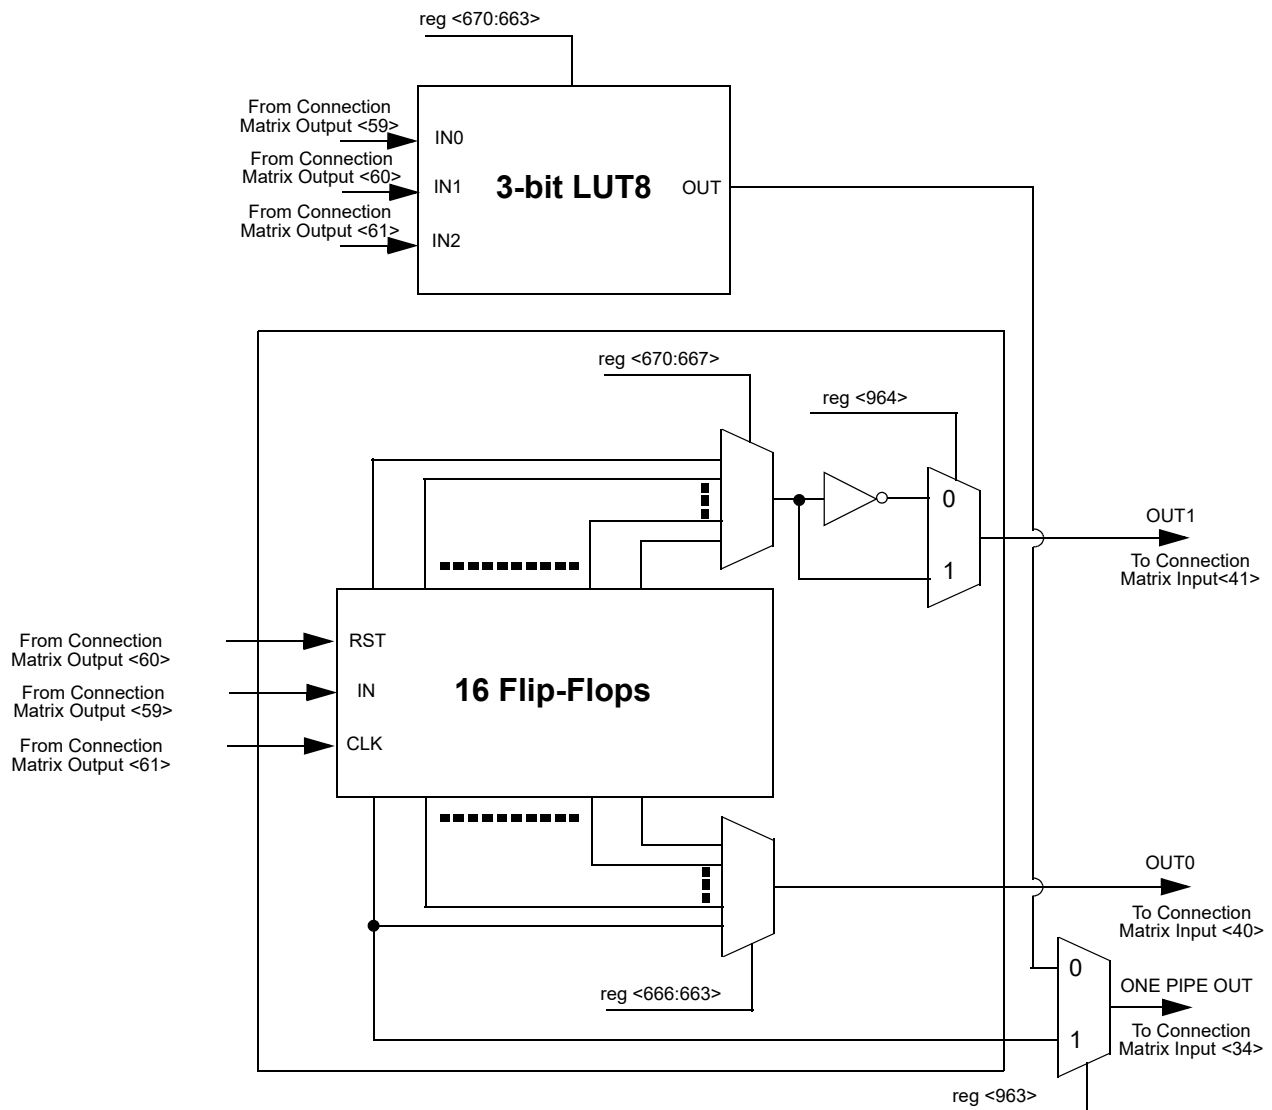 reg <670:663>
From Connection
Matrix Output <59>
IN0
From Connection
Matrix Output <60>
IN1
3-bit LUT8
OUT
From Connection
Matrix Output <61>
IN2
reg <670:667>
reg <964>
0
OUT1
1
To Connection
Matrix Input<41>
From Connection
Matrix Output <60>
RST
From Connection
Matrix Output <59>
IN
16 Flip-Flops
From Connection
Matrix Output <61>
CLK
OUT0
To Connection
Matrix Input <40>
reg <666:663>
0
ONE PIPE OUT
1
To Connection
Matrix Input <34>
reg <963>